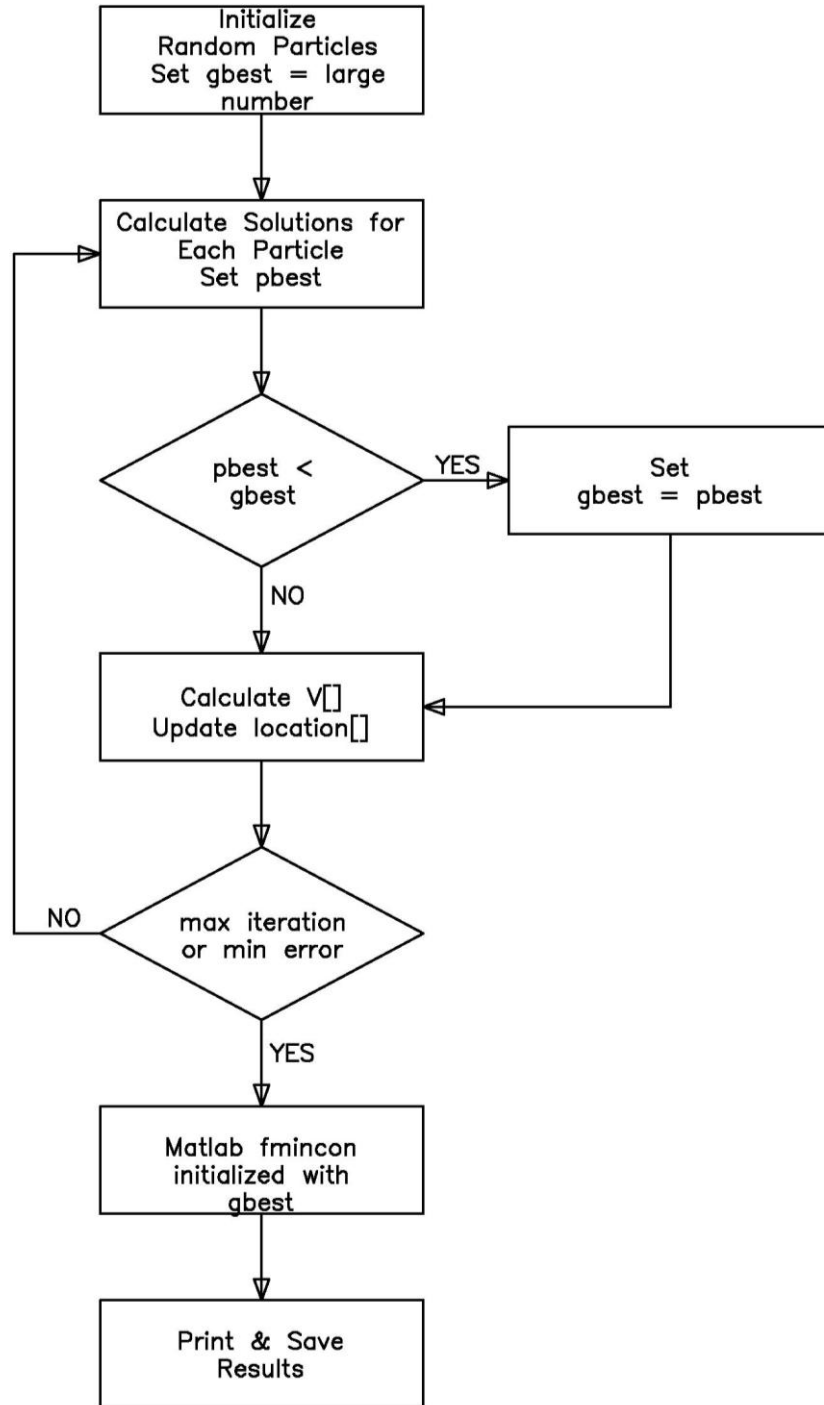 Initialize
Random Particles
Set gbest = large
number
Calculate Solutions for
Each Particle
Set pbest
pbest <
gbest
YES
Set
gbest = pbest
NO
Calculate V[]
Update location[]
max iteration
or min error
NO
YES
Matlab fmincon
initialized with
gbest
Print & Save
Results